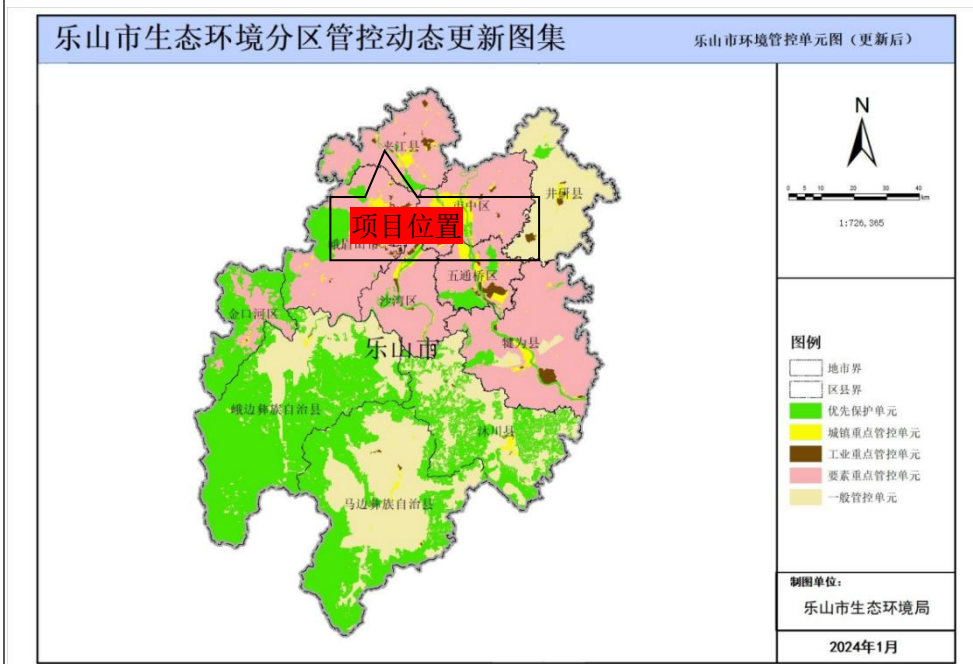 乐山市生态环境分区管控动态更新图集
乐山市环境管控单元图（更新后）
N
0 5 10 20 30 40
km
1:726,365
夹江县
井研县
市中区
项目位置
峨眉山市
五通桥区
沙湾区
金口河区
犍为县
乐山市
峨边彝族自治县
沐川县
马边彝族自治县
图例
地市界
区县界
优先保护单元
城镇重点管控单元
工业重点管控单元
要素重点管控单元
一般管控单元
制图单位：
乐山市生态环境局
2024年1月